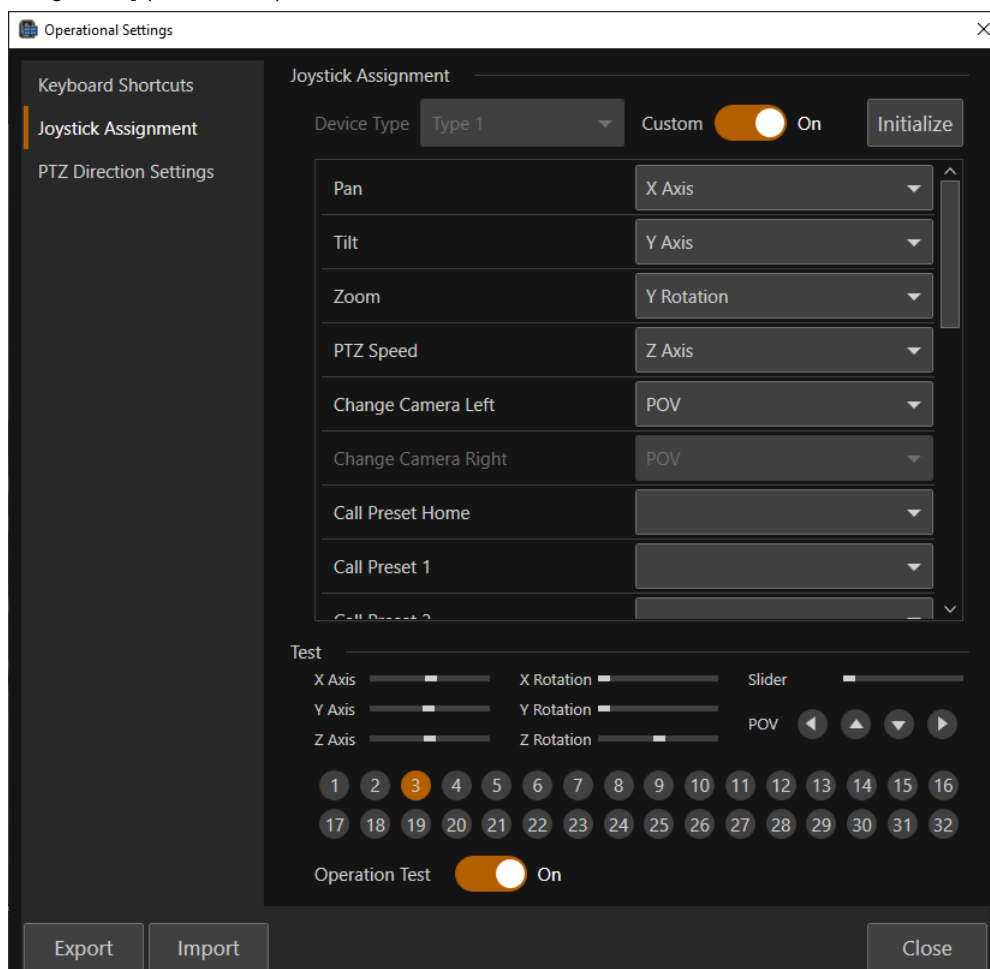 Operational Settings
Keyboard Shortcuts
Joystick Assignment
PTZ Direction Settings
Joystick Assignment
Device Type Type 1 Custom On Initialize
Pan X Axis
Tilt Y Axis
Zoom Y Rotation
PTZ Speed Z Axis
Change Camera Left POV
Change Camera Right POV
Call Preset Home
Call Preset 1
Call Preset 2
Test
X Axis X Rotation Slider
Y Axis Y Rotation
POV
Z Axis Z Rotation
1 2 3 4 5 6 7 8 9 10 11 12 13 14 15 16
17 18 19 20 21 22 23 24 25 26 27 28 29 30 31 32
Operation Test On
Export Import Close